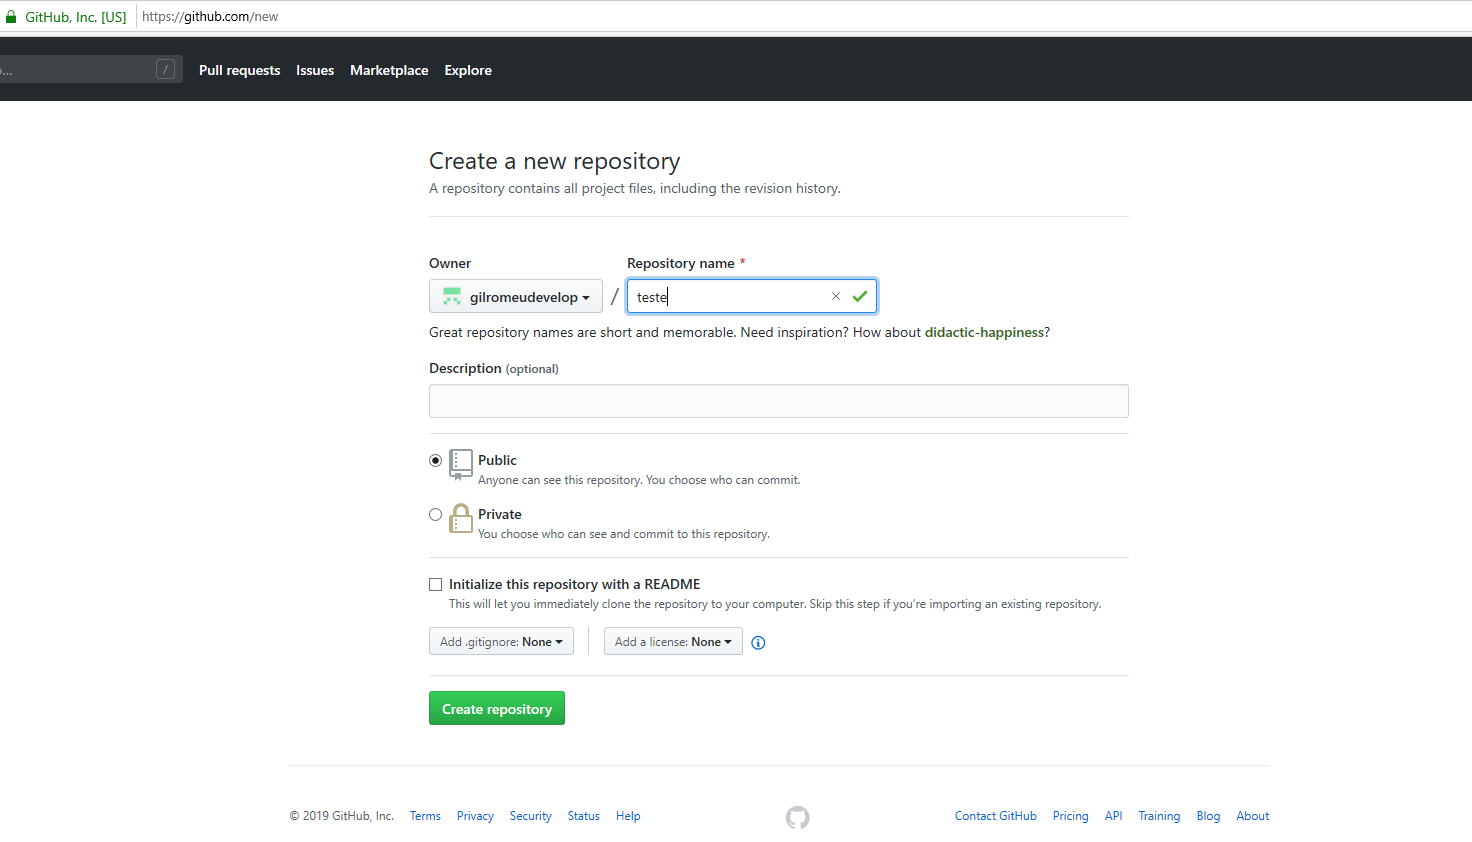 GitHub, Inc. [US] https://github.com/new
... / Pull requests Issues Marketplace Explore
Create a new repository
A repository contains all project files, including the revision history.
Owner Repository name *
gilromeudevelop / teste
Great repository names are short and memorable. Need inspiration? How about didactic-happiness?
Description (optional)
Public
Anyone can see this repository. You choose who can commit.
Private
You choose who can see and commit to this repository.
Initialize this repository with a README
This will let you immediately clone the repository to your computer. Skip this step if you're importing an existing repository.
Add .gitignore: None Add a license: None
Create repository
© 2019 GitHub, Inc. Terms Privacy Security Status Help Contact GitHub Pricing API Training Blog About